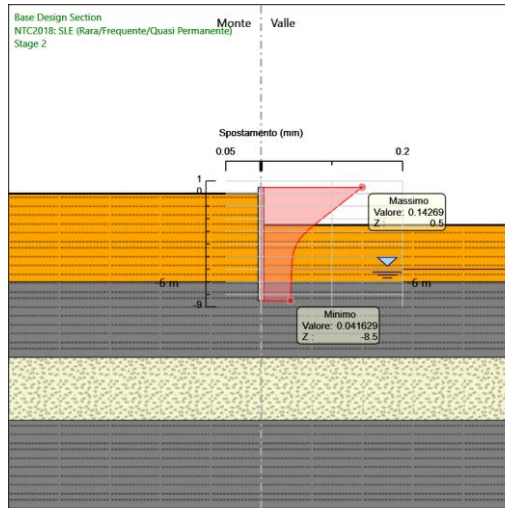 Base Design Section
NTC2018: SLE (Rara/Frequente/Quasi Permanente)
Stage 2
Monte
Valle
Spostamento (mm)
0.05
0.2
1
0
Massimo
Valore: 0.14269
Z : 0.5
-6 m
-6 m
-9
Minimo
Valore: 0.041629
Z : -8.5